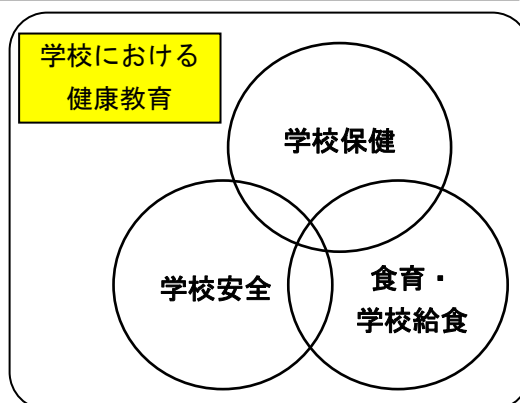 学校における
健康教育
学校保健
学校安全
食育・
学校給食